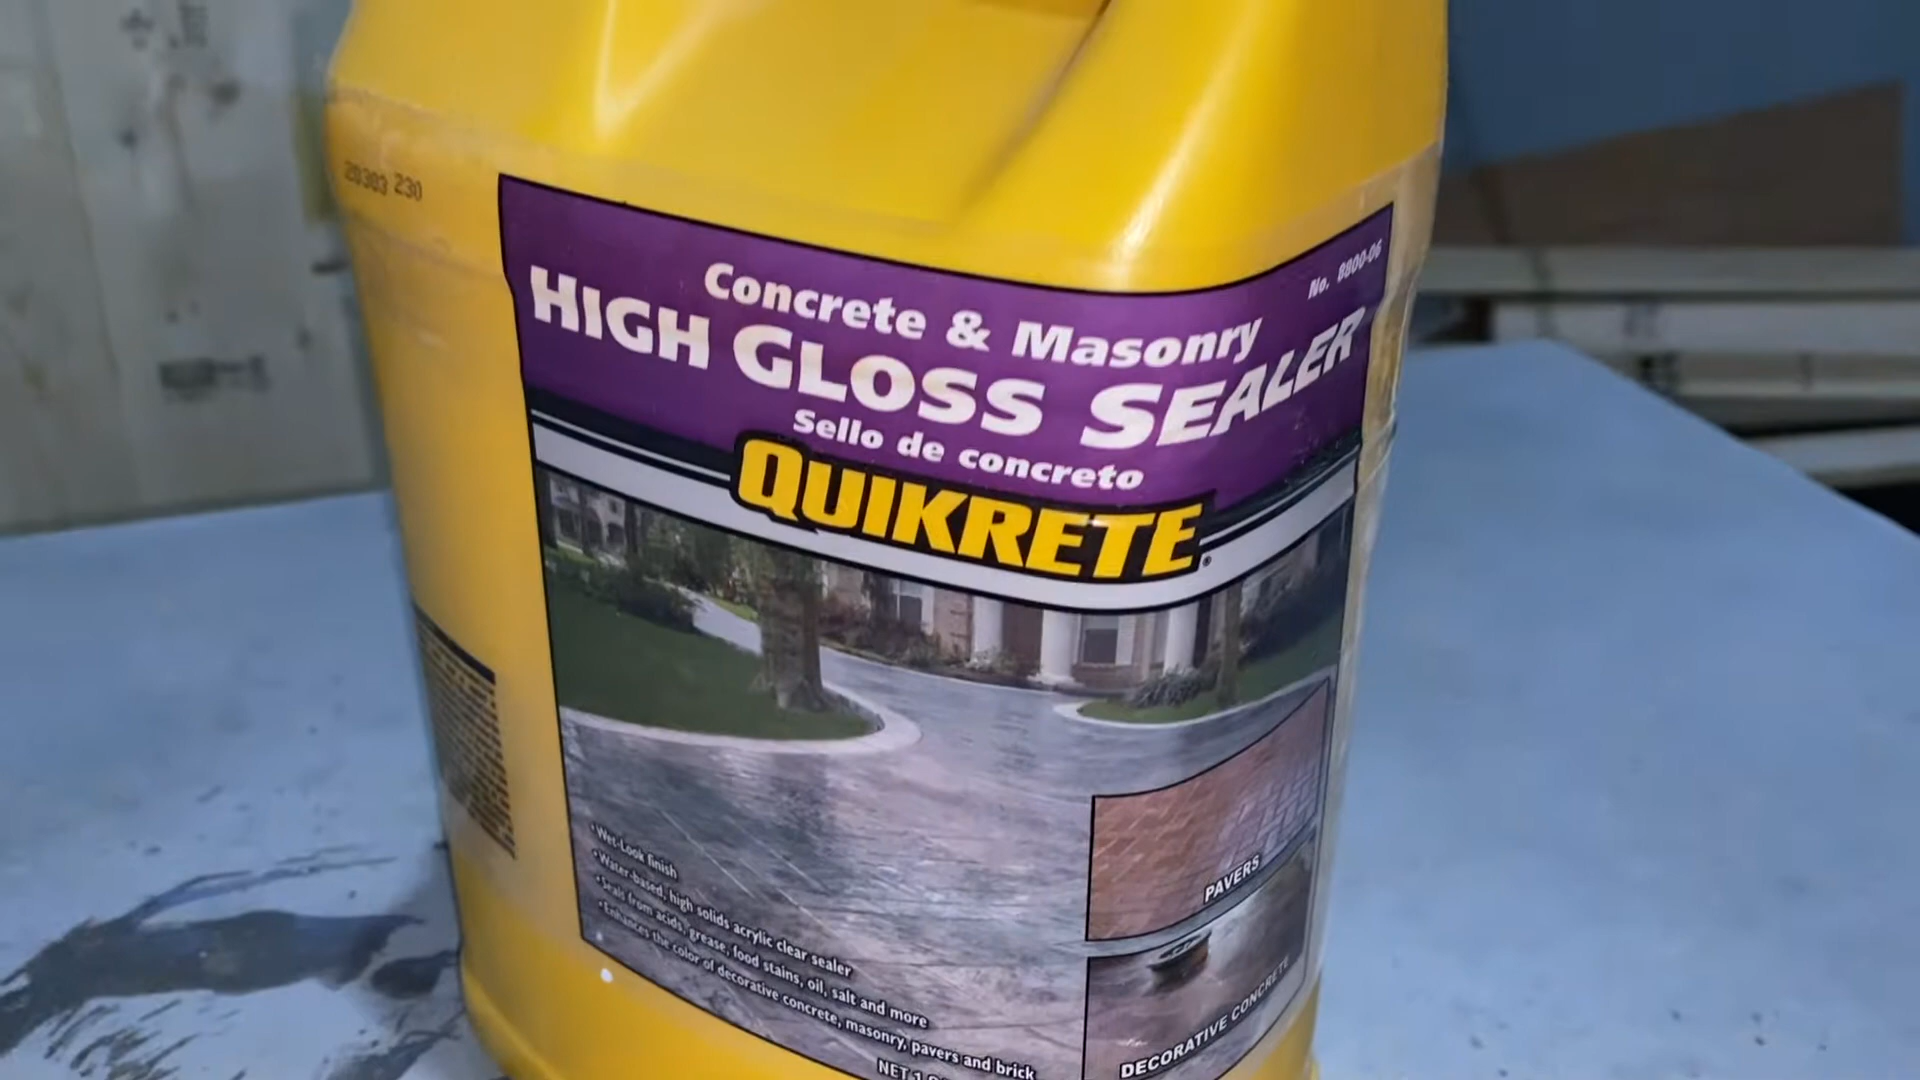 20303 230
No. 8800-06
Concrete & Masonry
HIGH GLOSS SEALER
Sello de concreto
QUIKRETE®
•Wet-Look finish
•Water-based, high solids acrylic clear sealer
•Seals from acids, grease, food stains, oil, salt and more
•Enhances the color of decorative concrete, masonry, pavers and brick
PAVERS
DECORATIVE CONCRETE
NET 1